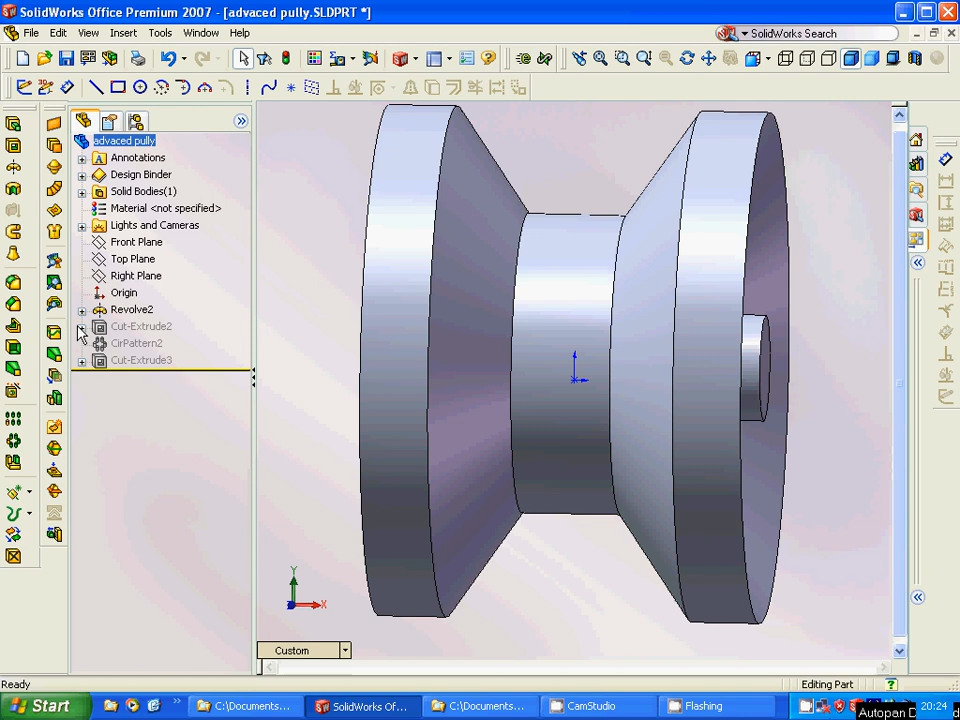 SolidWorks Office Premium 2007 - [advaced pully.SLDPRT *]
File Edit View Insert Tools Window Help
SolidWorks Search
advaced pully
Annotations
Design Binder
Solid Bodies(1)
Material <not specified>
Lights and Cameras
Front Plane
Top Plane
Right Plane
Origin
Revolve2
Cut-Extrude2
CirPattern2
Cut-Extrude3
Y
X
Custom
Ready
Editing Part
Start
C:\Documents...
SolidWorks Of...
C:\Documents...
CamStudio
Flashing
20:24
Autopan D